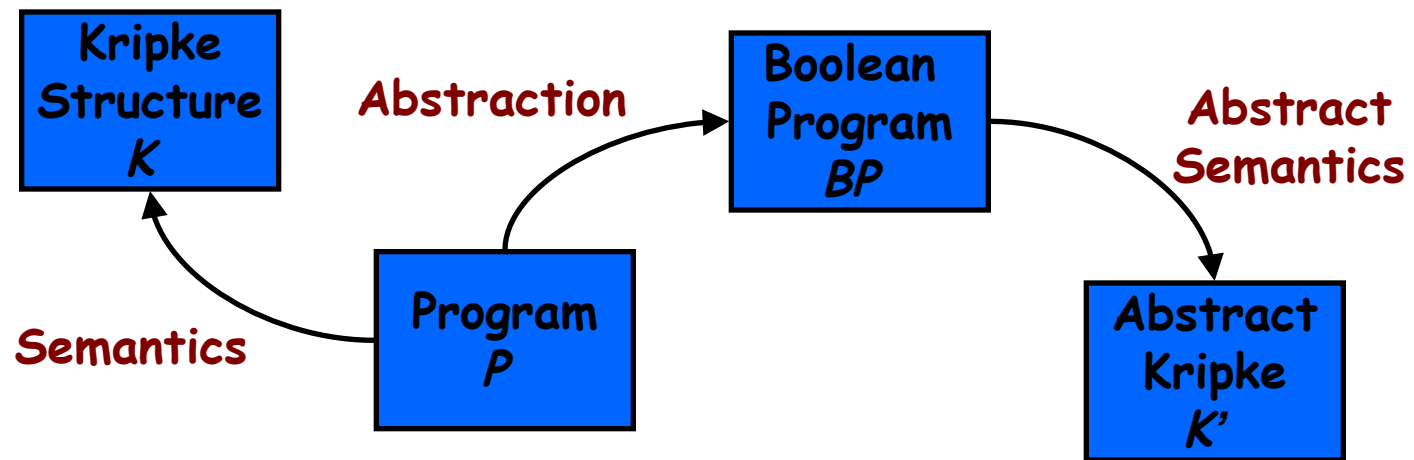 Kripke
Structure
K
Abstraction
Boolean
Program
BP
Abstract
Semantics
Semantics
Program
P
Abstract
Kripke
K’